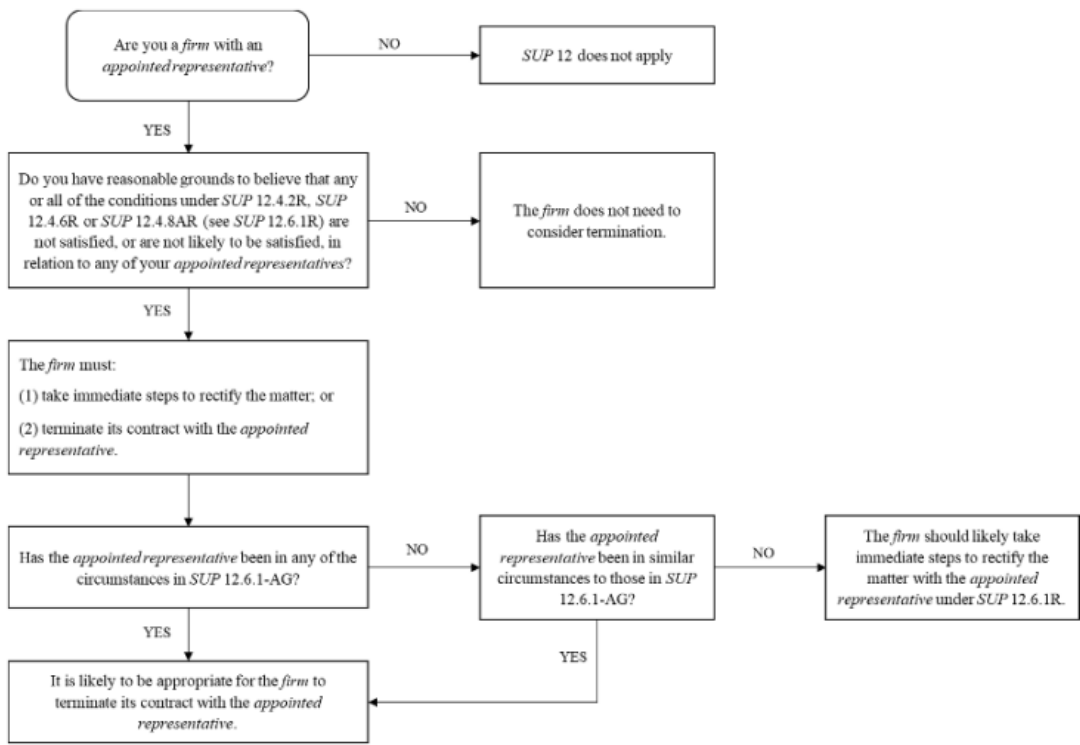 Are you a firm with an
appointed representative?
NO
SUP 12 does not apply
YES
Do you have reasonable grounds to believe that any
or all of the conditions under SUP 12.4.2R, SUP
12.4.6R or SUP 12.4.8AR (see SUP 12.6.1R) are
not satisfied, or are not likely to be satisfied, in
relation to any of your appointed representatives?
NO
The firm does not need to
consider termination.
YES
The firm must:
(1) take immediate steps to rectify the matter; or
(2) terminate its contract with the appointed
representative.
Has the appointed representative been in any of the
circumstances in SUP 12.6.1-AG?
NO
Has the appointed
representative been in similar
circumstances to those in SUP
12.6.1-AG?
NO
The firm should likely take
immediate steps to rectify the
matter with the appointed
representative under SUP 12.6.1R.
YES
YES
It is likely to be appropriate for the firm to
terminate its contract with the appointed
representative.